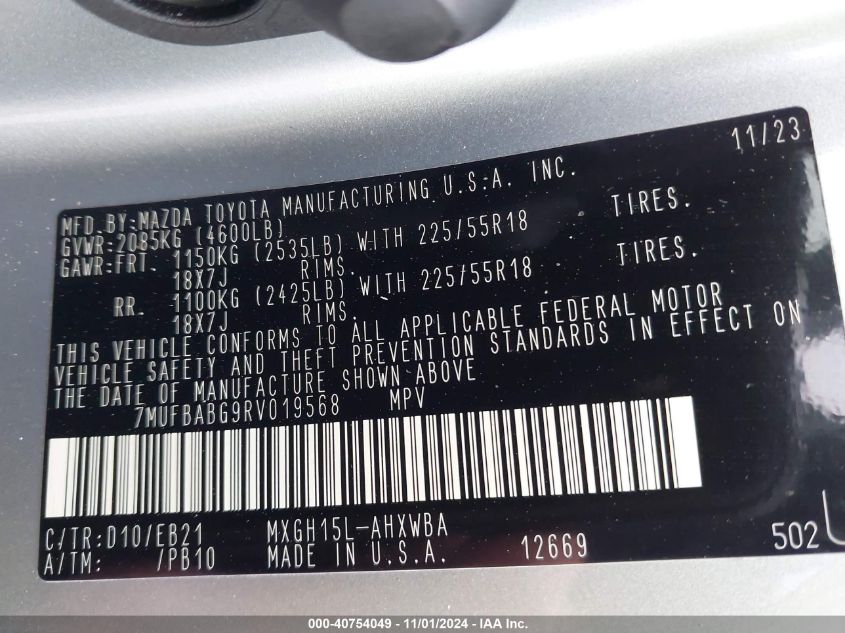 11/23
MFD. BY: MAZDA TOYOTA MANUFACTURING U.S.A. INC.
GVWR: 2085KG (4600LB)
GAWR: FRT. 1150KG (2535LB) WITH 225/55R18 TIRES.
18X7J RIMS.
RR. 1100KG (2425LB) WITH 225/55R18 TIRES.
18X7J RIMS.
THIS VEHICLE CONFORMS TO ALL APPLICABLE FEDERAL MOTOR
VEHICLE SAFETY AND THEFT PREVENTION STANDARDS IN EFFECT ON
THE DATE OF MANUFACTURE SHOWN ABOVE
7MUFBABG9RV019568 MPV
C/TR: D10/EB21 MXGH15L-AHXWBA
A/TM: /PB10 MADE IN U.S.A. 12669 502
000-40754049 - 11/01/2024 - IAA Inc.